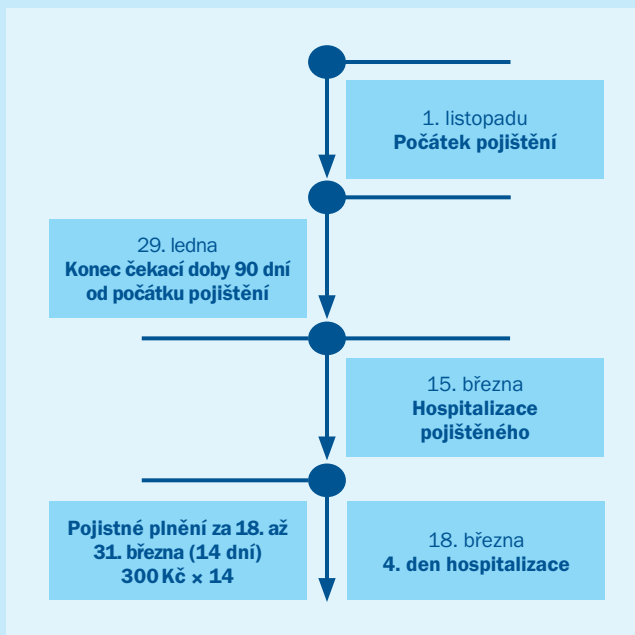 1. listopadu
Počátek pojištění
29. ledna
Konec čekací doby 90 dní
od počátku pojištění
15. března
Hospitalizace
pojištěného
Pojistné plnění za 18. až
31. března (14 dní)
300 Kč × 14
18. března
4. den hospitalizace